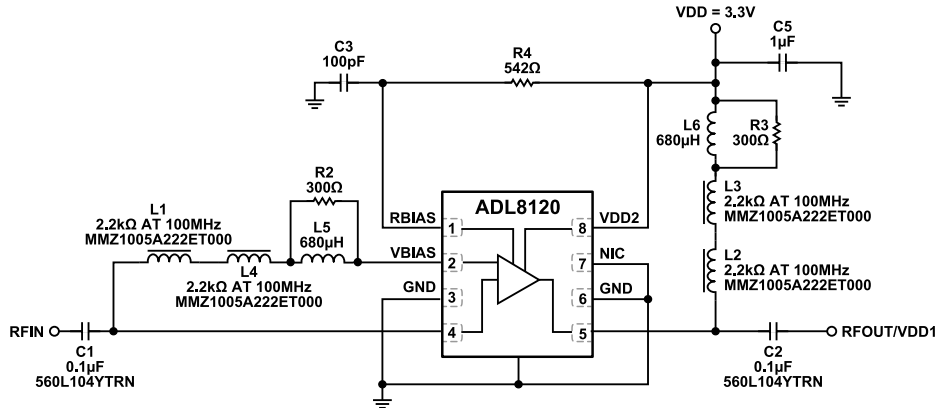 VDD = 3.3V
C5
1µF
C3
100pF
R4
542Ω
L6
680µH
R3
300Ω
R2
300Ω
L5
680µH
L1
2.2kΩ AT 100MHz
MMZ1005A222ET000
L4
2.2kΩ AT 100MHz
MMZ1005A222ET000
L3
2.2kΩ AT 100MHz
MMZ1005A222ET000
L2
2.2kΩ AT 100MHz
MMZ1005A222ET000
ADL8120
RBIAS
1
VBIAS
2
GND
3
4
8
VDD2
7
NIC
6
GND
5
RFIN
C1
0.1µF
560L104YTRN
C2
0.1µF
560L104YTRN
RFOUT/VDD1